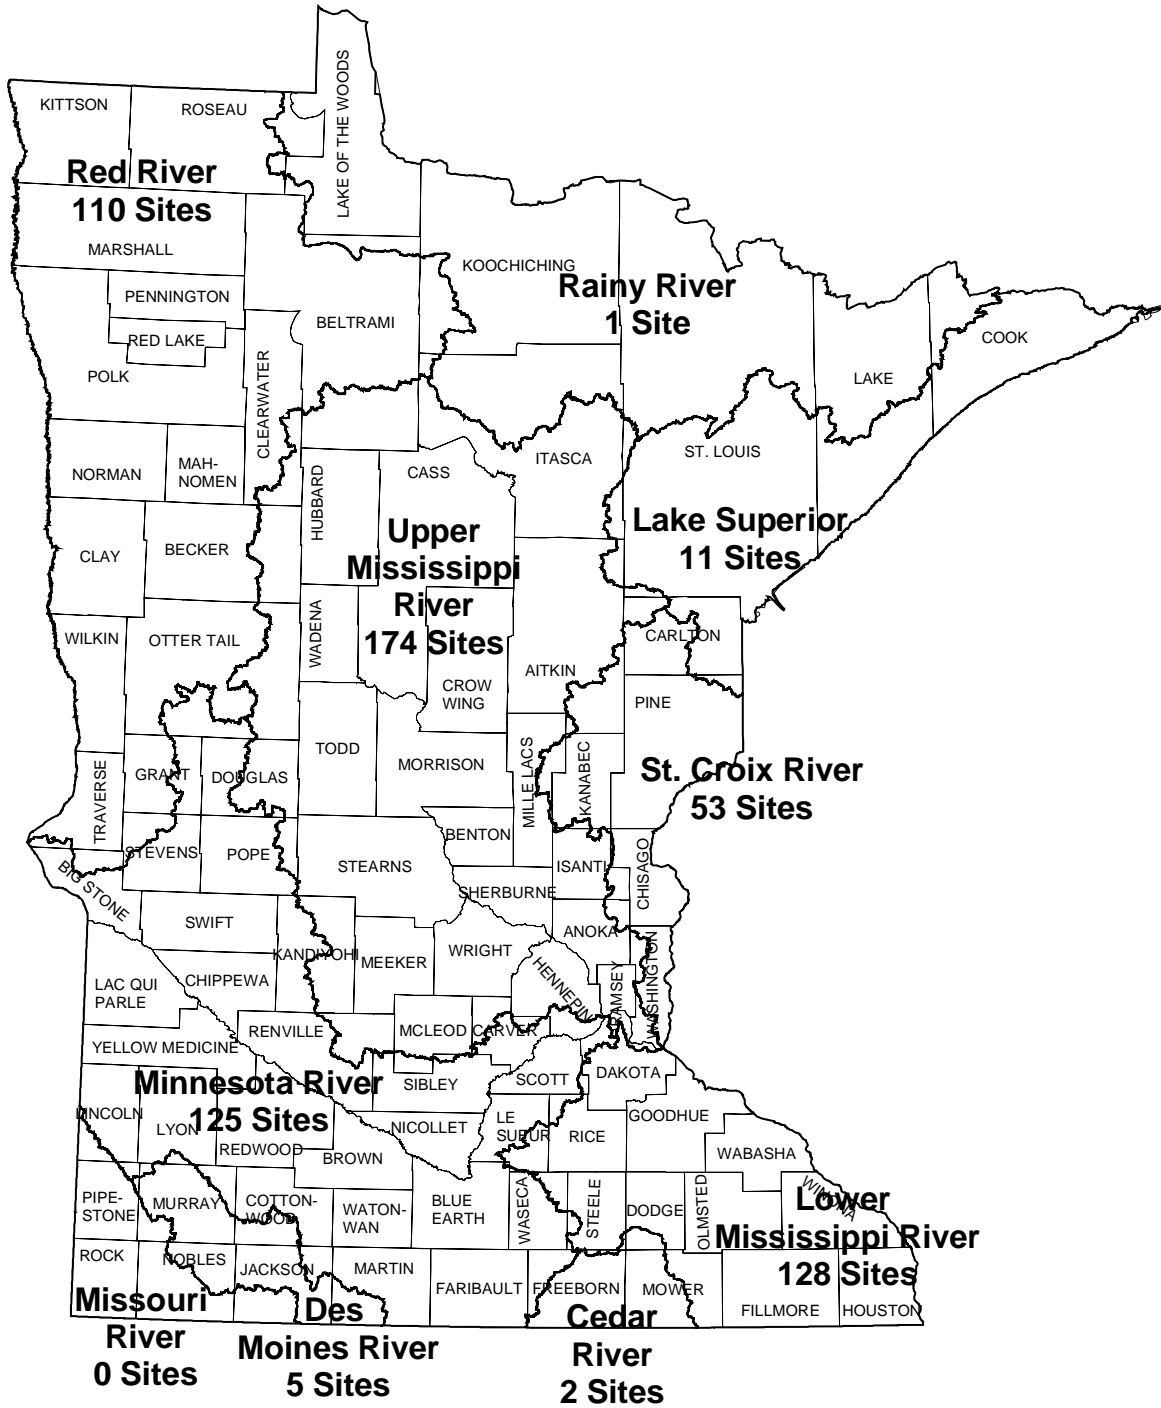 KITTSON
ROSEAU
LAKE OF THE WOODS
Red River
110 Sites
MARSHALL
KOOCHICHING
Rainy River
1 Site
PENNINGTON
RED LAKE
BELTRAMI
COOK
POLK
CLEARWATER
LAKE
NORMAN
MAH-
NOMEN
HUBBARD
CASS
ITASCA
ST. LOUIS
Upper
Mississippi
River
174 Sites
Lake Superior
11 Sites
CLAY
BECKER
WILKIN
OTTER TAIL
WADENA
CARLTON
AITKIN
CROW
WING
PINE
TRAVERSE
GRANT
DOUGLAS
TODD
MORRISON
MILLE LACS
KANABEC
St. Croix River
53 Sites
STEVENS
POPE
STEARNS
BENTON
ISANTI
CHISAGO
BIG STONE
SHERBURNE
SWIFT
KANDIYOHI
MEEKER
WRIGHT
ANOKA
HENNEPIN
RAMSEY
WASHINGTON
LAC QUI
PARLE
CHIPPEWA
RENVILLE
MCLEOD
CARVER
YELLOW MEDICINE
Minnesota River
125 Sites
SIBLEY
SCOTT
DAKOTA
LINCOLN
LYON
REDWOOD
NICOLLET
LE
SUEUR
RICE
GOODHUE
BROWN
WABASHA
PIPE-
STONE
MURRAY
COTTON-
WOOD
WATON-
WAN
BLUE
EARTH
WASECA
STEELE
DODGE
OLMSTED
WINONA
Lower
Mississippi River
128 Sites
ROCK
NOBLES
JACKSON
MARTIN
FARIBAULT
FREEBORN
MOWER
FILLMORE
HOUSTON
Missouri
River
0 Sites
Des
Moines River
5 Sites
Cedar
River
2 Sites